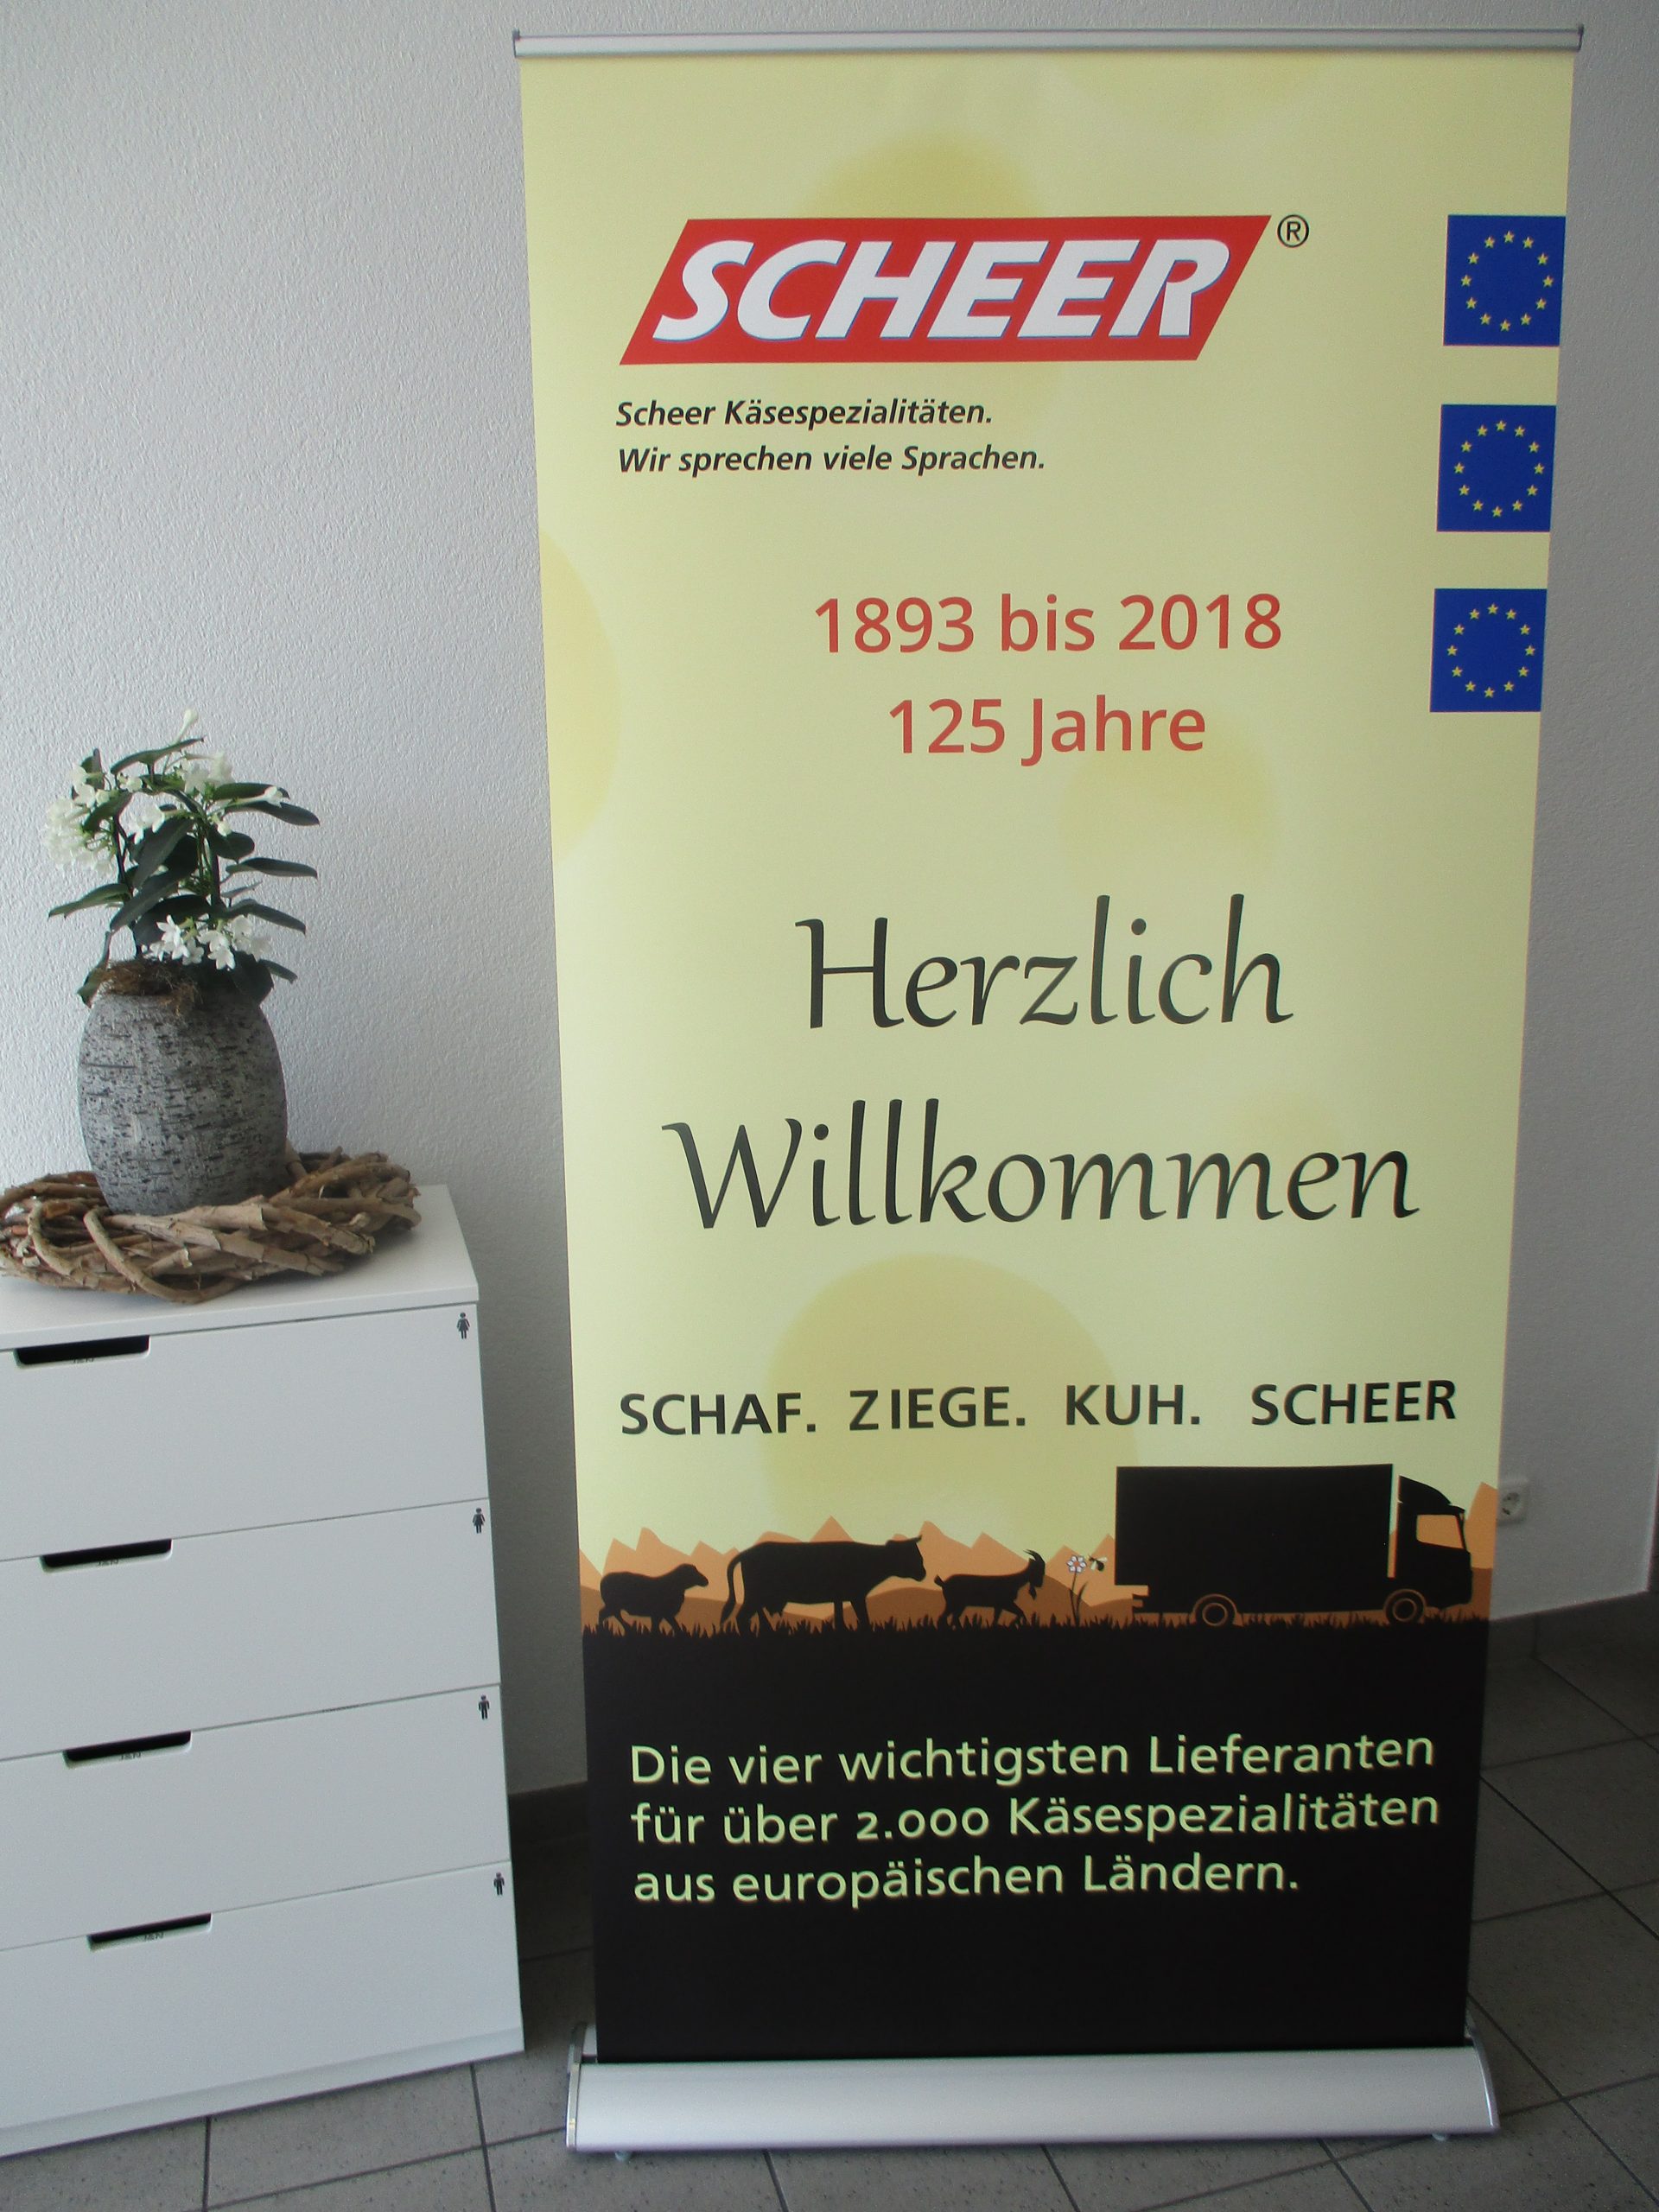 SCHEER®
Scheer Käsespezialitäten.
Wir sprechen viele Sprachen.
1893 bis 2018
125 Jahre
Herzlich
Willkommen
SCHAF. ZIEGE. KUH. SCHEER
Die vier wichtigsten Lieferanten
für über 2.000 Käsespezialitäten
aus europäischen Ländern.